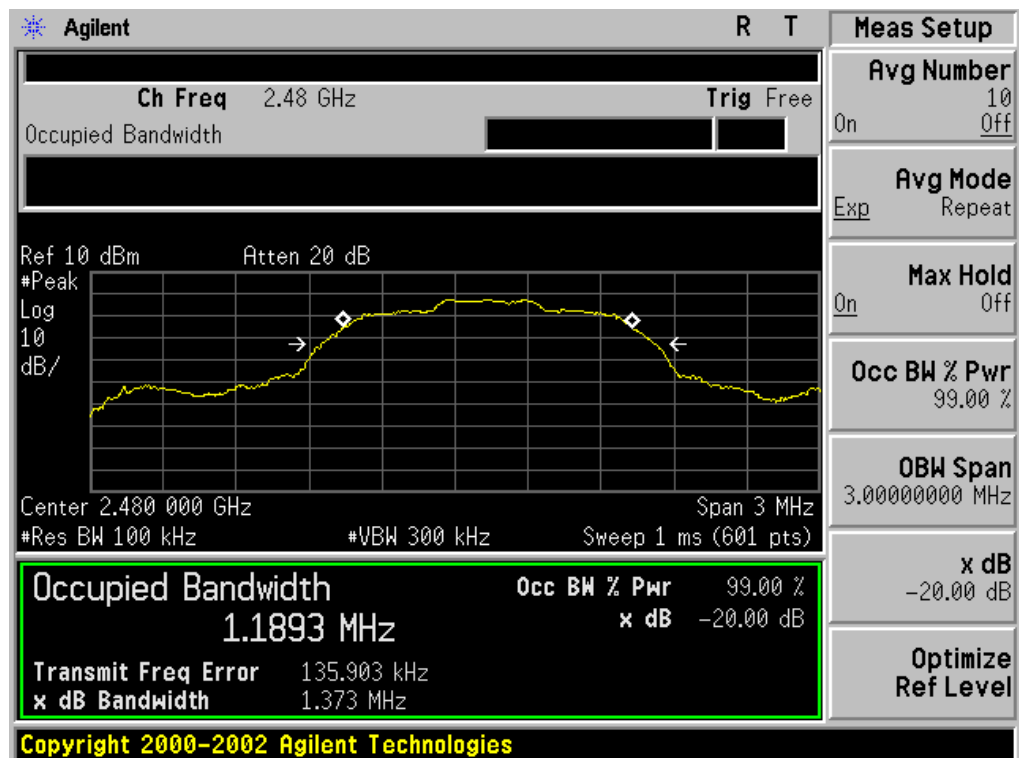 Agilent R T
Ch Freq 2.48 GHz Trig Free
Occupied Bandwidth
Ref 10 dBm Atten 20 dB
#Peak
Log
10
dB/
Center 2.480 000 GHz Span 3 MHz
#Res BW 100 kHz #VBW 300 kHz Sweep 1 ms (601 pts)
Occupied Bandwidth Occ BW % Pwr 99.00 %
1.1893 MHz x dB -20.00 dB
Transmit Freq Error 135.903 kHz
x dB Bandwidth 1.373 MHz
Copyright 2000-2002 Agilent Technologies
Meas Setup
Avg Number
10
On Off
Avg Mode
Exp Repeat
Max Hold
On Off
Occ BW % Pwr
99.00 %
OBW Span
3.00000000 MHz
x dB
-20.00 dB
Optimize
Ref Level